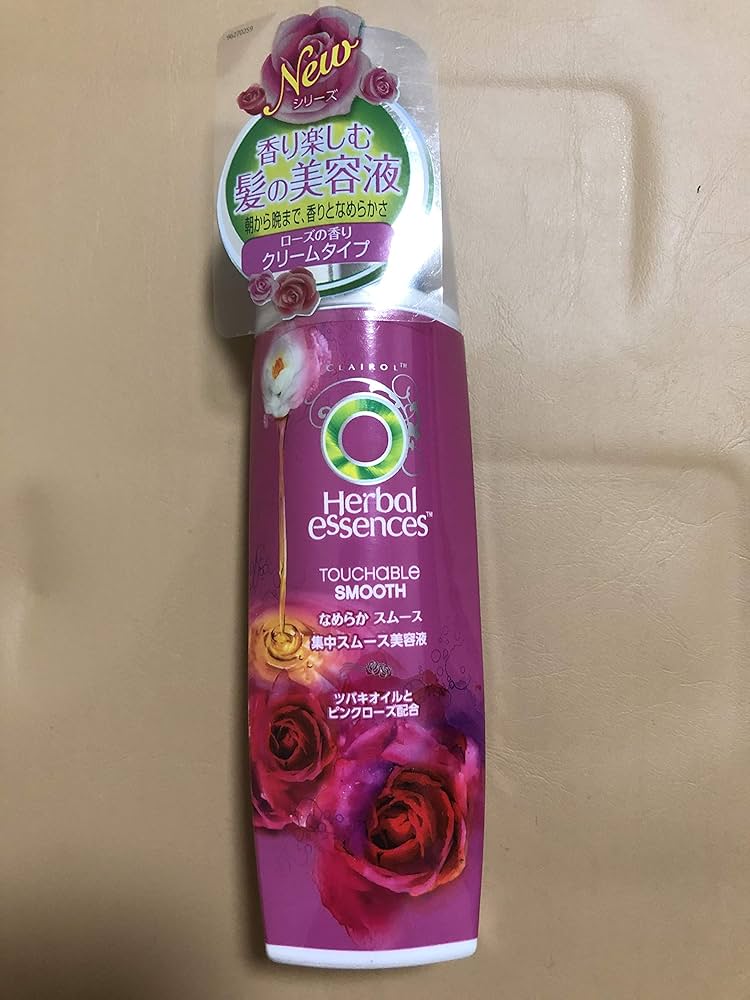 96270259
New
シリーズ
香り楽しむ
髪の美容液
朝から晩まで、香りとなめらかさ
ローズの香り
クリームタイプ
CLAIROL™
Herbal
essences™
TOUCHABLE
SMOOTH
なめらか スムース
集中スムース美容液
ツバキオイルと
ピンクローズ配合